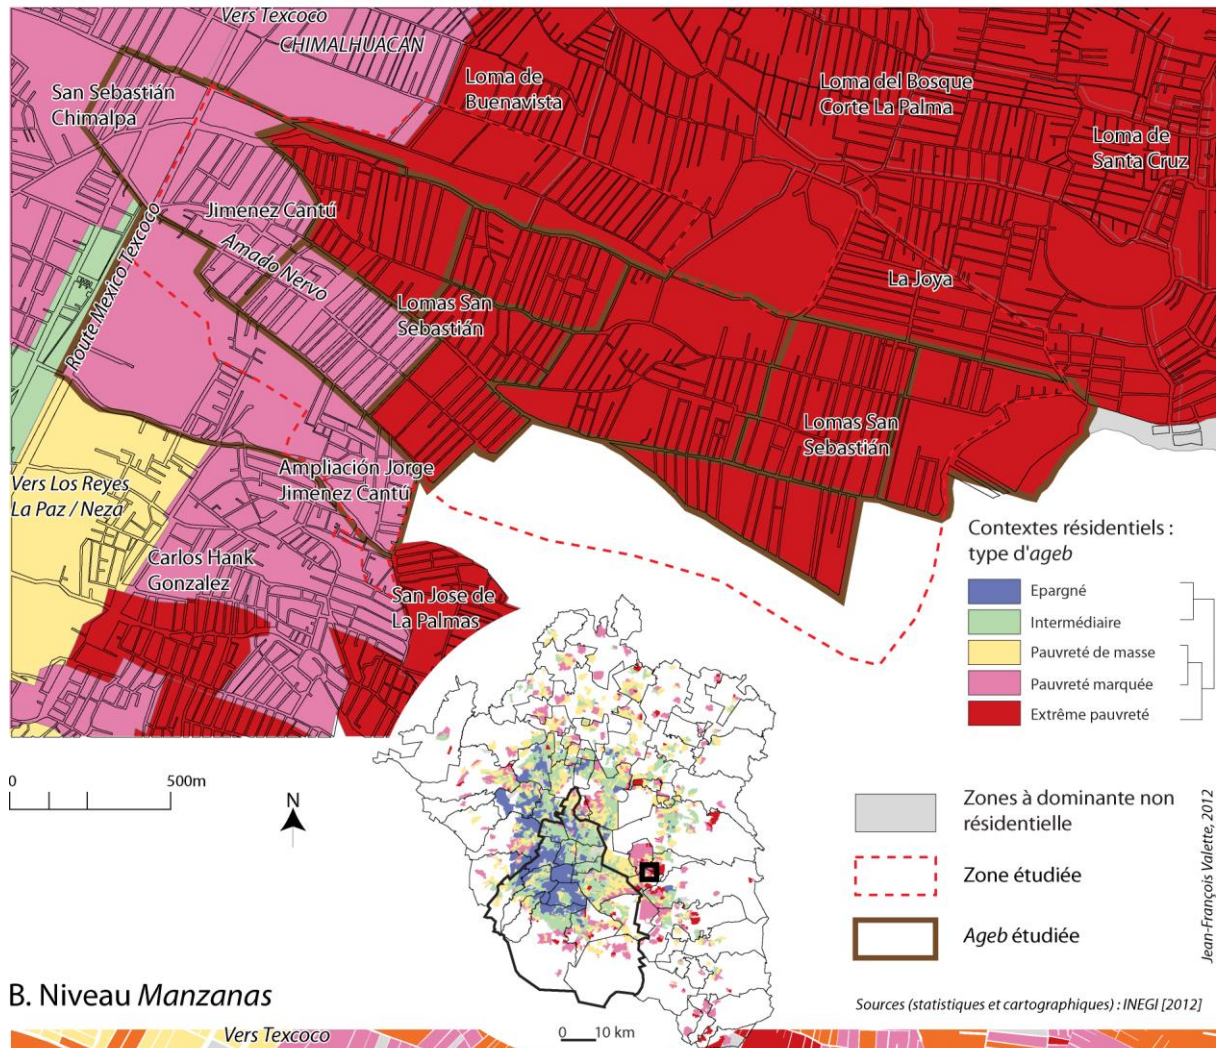 Vers Texcoco
CHIMALHUACAN
San Sebastián
Chimalpa
Loma de
Buenavista
Loma del Bosque
Corte La Palma
Loma de
Santa Cruz
Jimenez Cantú
Amado Nervo
Route Mexico Texcoco
Lomas San
Sebastián
La Joya
Lomas San
Sebastián
Ampliación Jorge
Jimenez Cantú
Vers Los Reyes
La Paz / Neza
Carlos Hank
Gonzalez
San Jose de
La Palmas
Contextes résidentiels :
type d'ageb
Epargné
Intermédiaire
Pauvreté de masse
Pauvreté marquée
Extrême pauvreté
0 500m
N
Zones à dominante non
résidentielle
Zone étudiée
Ageb étudiée
Jean-François Valette, 2012
B. Niveau Manzanas
Sources (statistiques et cartographiques) : INEGI [2012]
Vers Texcoco
0 10 km